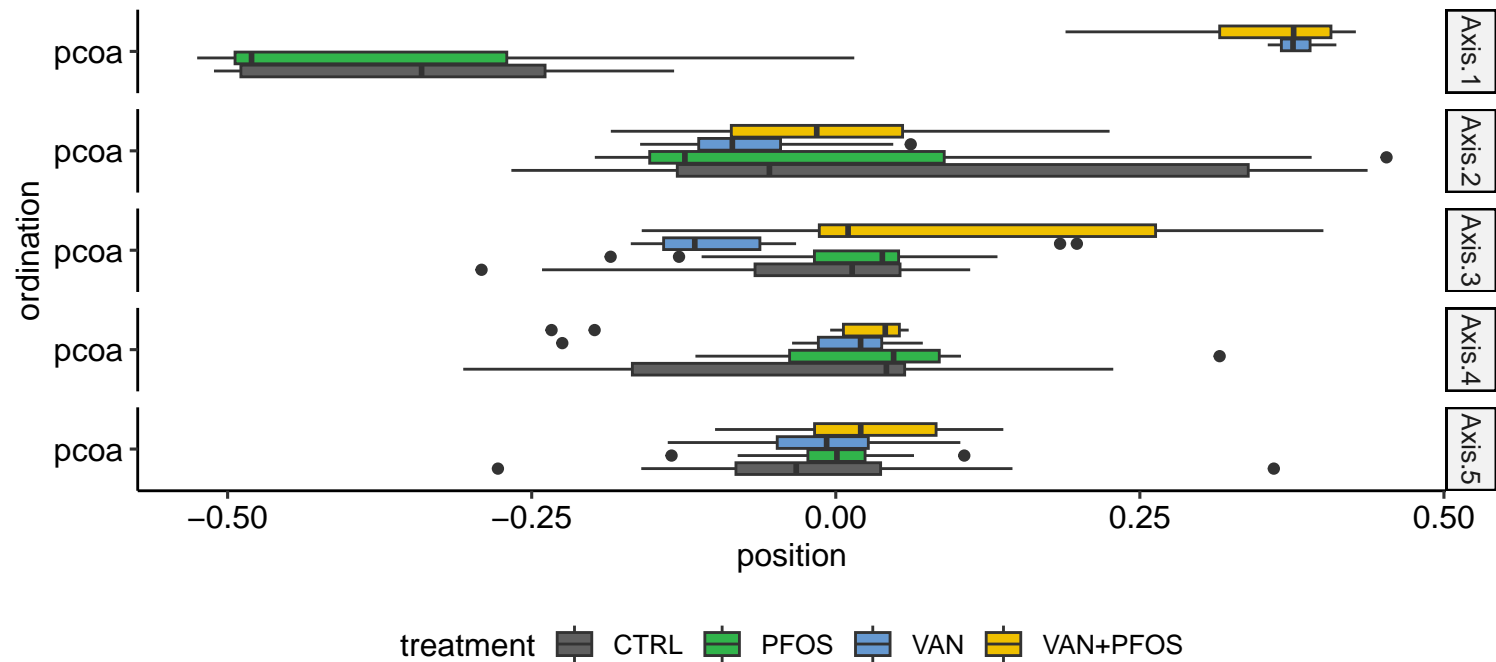 pcoa
Axis.1
pcoa
Axis.2
ordination
pcoa
Axis.3
pcoa
Axis.4
pcoa
Axis.5
−0.50 −0.25 0.00 0.25 0.50
position
treatment CTRL PFOS VAN VAN+PFOS